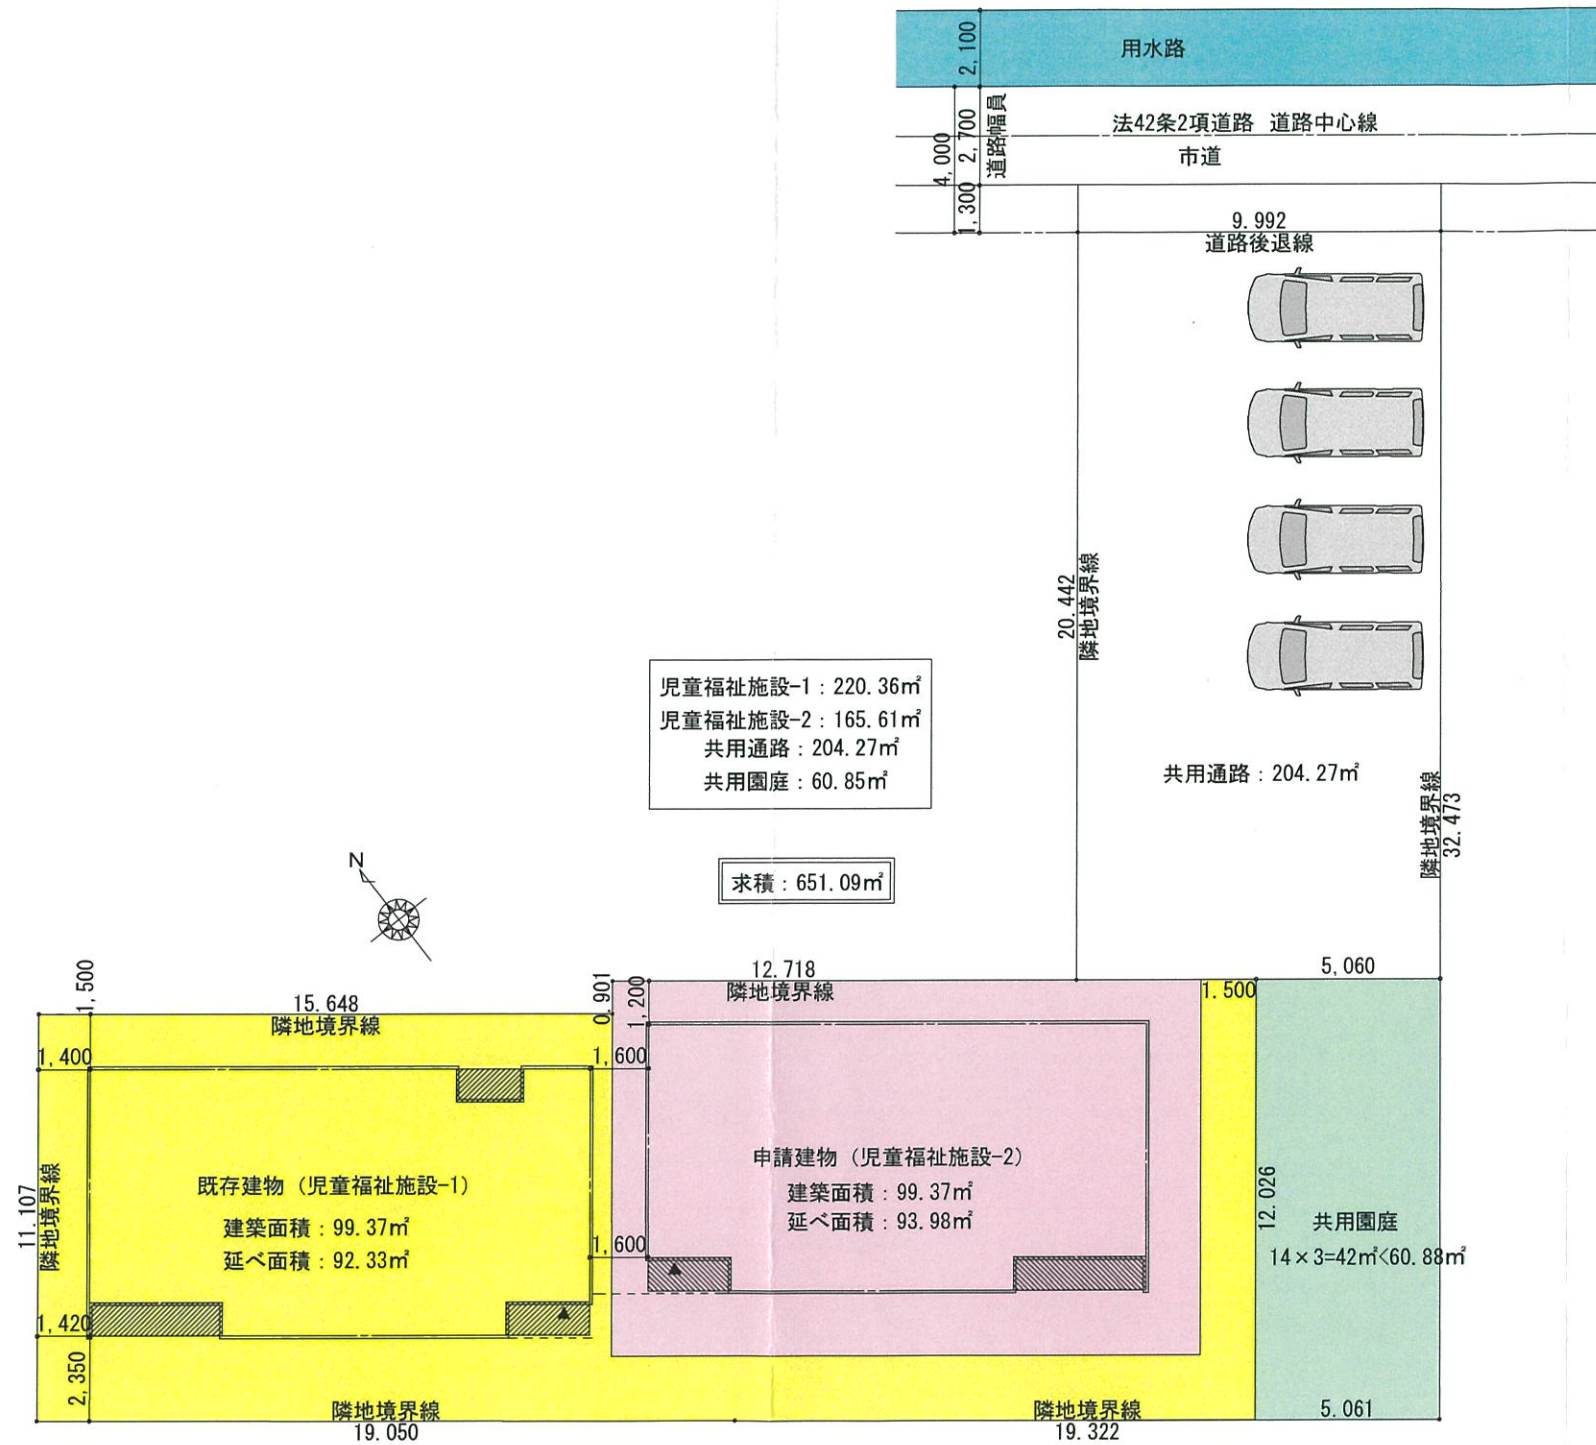 2,100
用水路
道路幅員
2,700
4,000
1,300
法42条2項道路 道路中心線
市道
9.992
道路後退線
20.442
隣地境界線
児童福祉施設-1：220.36㎡
児童福祉施設-2：165.61㎡
共用通路：204.27㎡
共用園庭：60.85㎡
共用通路：204.27㎡
隣地境界線
32.473
求積：651.09㎡
N
1,500
15.648
隣地境界線
0.901
1,200
12.718
隣地境界線
1.500
5,060
1,400
1,600
11.107
隣地境界線
既存建物（児童福祉施設-1）
建築面積：99.37㎡
延べ面積：92.33㎡
申請建物（児童福祉施設-2）
建築面積：99.37㎡
延べ面積：93.98㎡
1,600
12.026
共用園庭
14×3=42㎡<60.88㎡
1,420
2,350
隣地境界線
19.050
隣地境界線
19.322
5.061